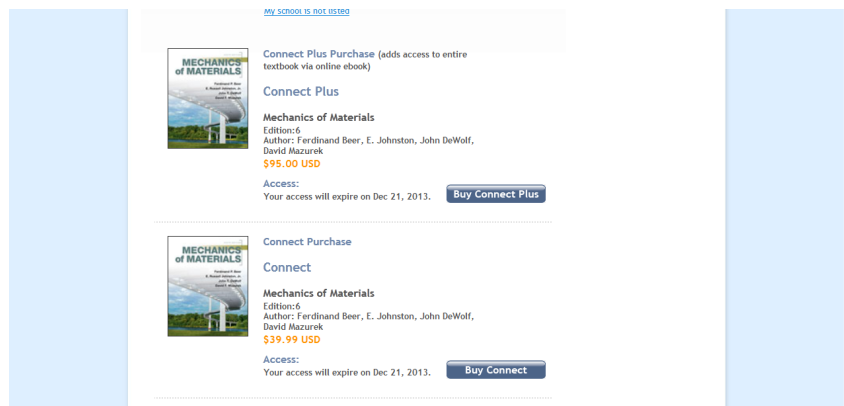 My school is not listed
MECHANICS
of MATERIALS
Connect Plus Purchase (adds access to entire
textbook via online ebook)
Connect Plus
Mechanics of Materials
Edition:6
Author: Ferdinand Beer, E. Johnston, John DeWolf,
David Mazurek
$95.00 USD
Access:
Your access will expire on Dec 21, 2013.
Buy Connect Plus
MECHANICS
of MATERIALS
Connect Purchase
Connect
Mechanics of Materials
Edition:6
Author: Ferdinand Beer, E. Johnston, John DeWolf,
David Mazurek
$39.99 USD
Access:
Your access will expire on Dec 21, 2013.
Buy Connect